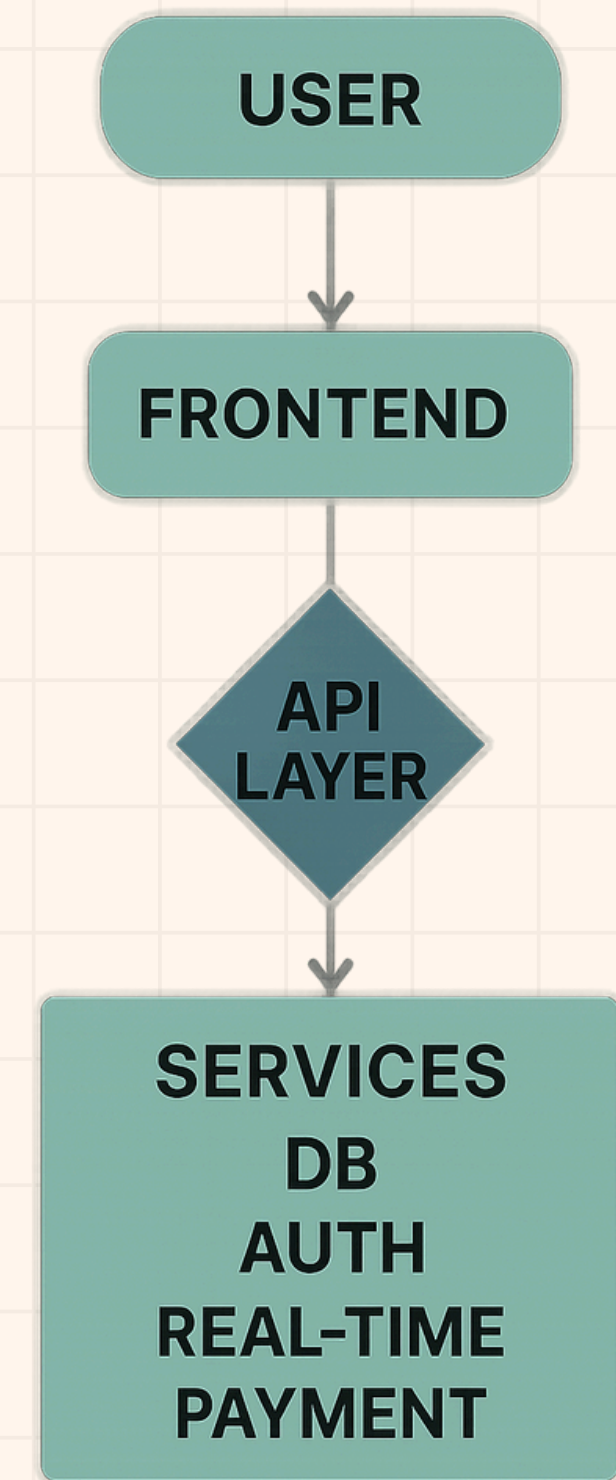 USER
FRONTEND
API
LAYER
SERVICES
DB
AUTH
REAL-TIME
PAYMENT